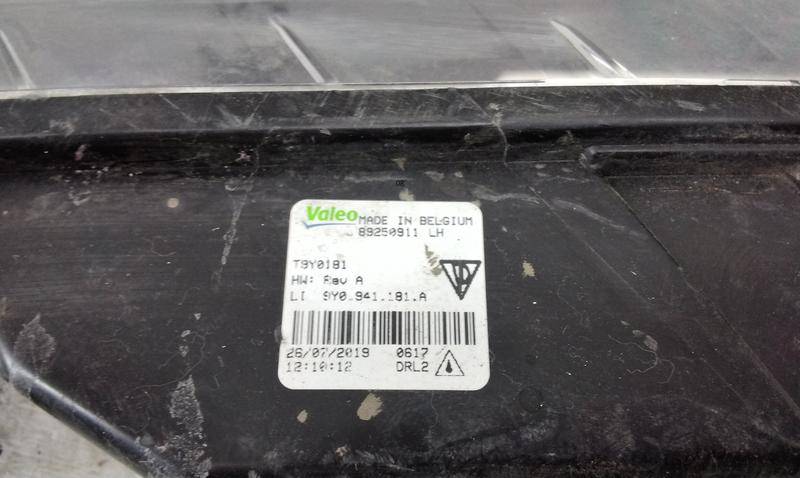 Valeo MADE IN BELGIUM
89250911 LH
T9Y0181
HW: Rev A
LI 9Y0.941.181.A
26/07/2019 0617
12:10:12 DRL2